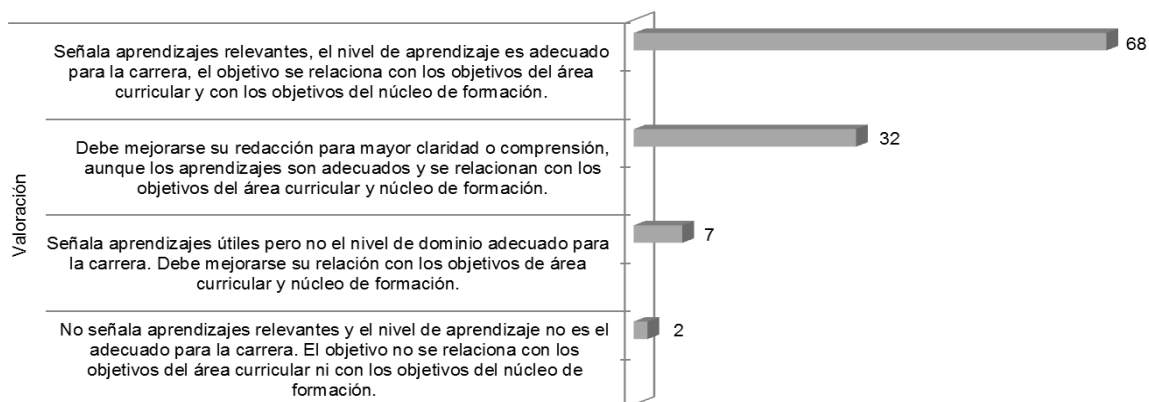 Valoración
Señala aprendizajes relevantes, el nivel de aprendizaje es adecuado
para la carrera, el objetivo se relaciona con los objetivos del área
curricular y con los objetivos del núcleo de formación.
68
Debe mejorarse su redacción para mayor claridad o comprensión,
aunque los aprendizajes son adecuados y se relacionan con los
objetivos del área curricular y núcleo de formación.
32
Señala aprendizajes útiles pero no el nivel de dominio adecuado para
la carrera. Debe mejorarse su relación con los objetivos de área
curricular y núcleo de formación.
7
No señala aprendizajes relevantes y el nivel de aprendizaje no es el
adecuado para la carrera. El objetivo no se relaciona con los
objetivos del área curricular ni con los objetivos del núcleo de
formación.
2